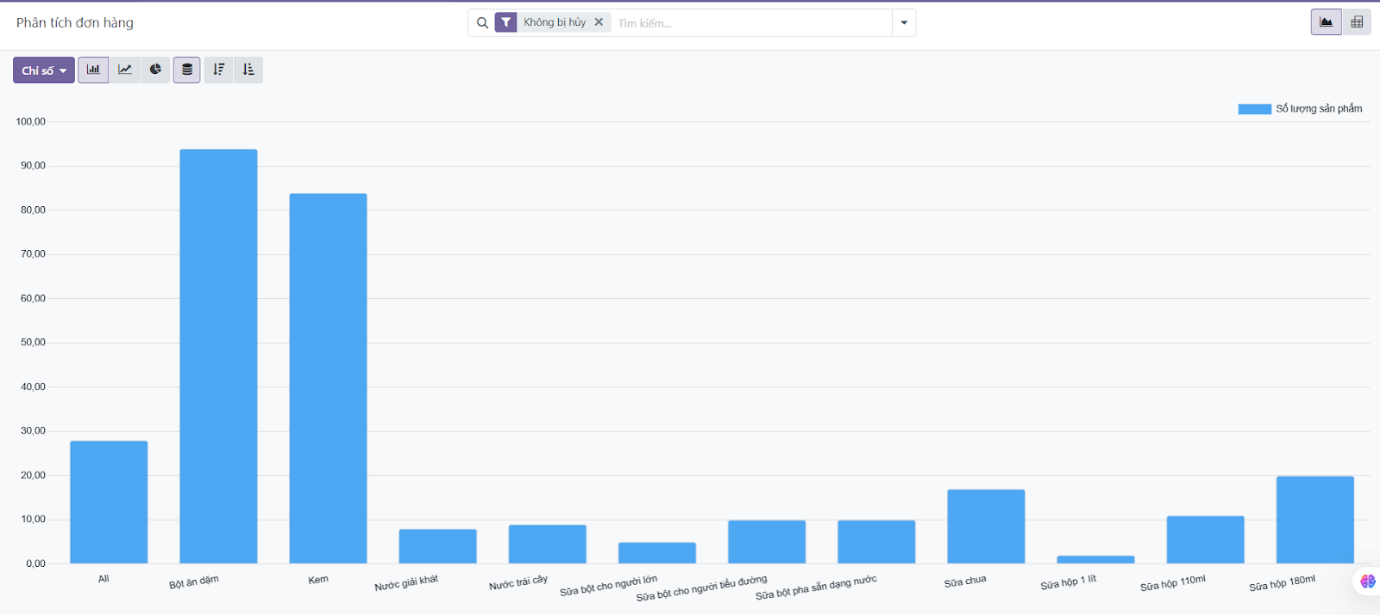 Phân tích đơn hàng
Không bị hủy
Tìm kiếm...
Chỉ số
Số lượng sản phẩm
100,00
90,00
80,00
70,00
60,00
50,00
40,00
30,00
20,00
10,00
0,00
All
Bột ăn dặm
Kem
Nước giải khát
Nước trái cây
Sữa bột cho người lớn
Sữa bột cho người tiểu đường
Sữa bột pha sẵn dạng nước
Sữa chua
Sữa hộp 1 lít
Sữa hộp 110ml
Sữa hộp 180ml